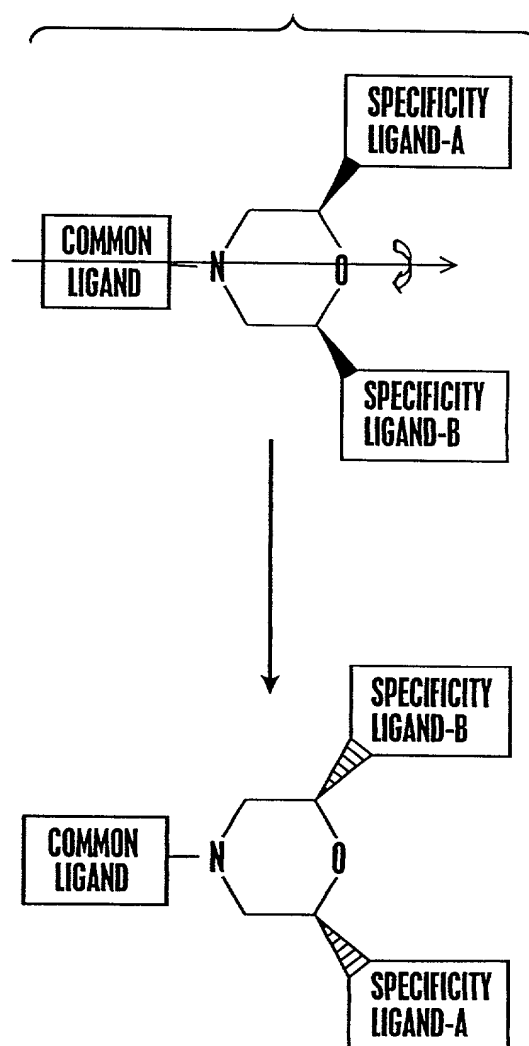 SPECIFICITY
LIGAND-A
COMMON
LIGAND
N
O
SPECIFICITY
LIGAND-B
SPECIFICITY
LIGAND-B
COMMON
LIGAND
N
O
SPECIFICITY
LIGAND-A